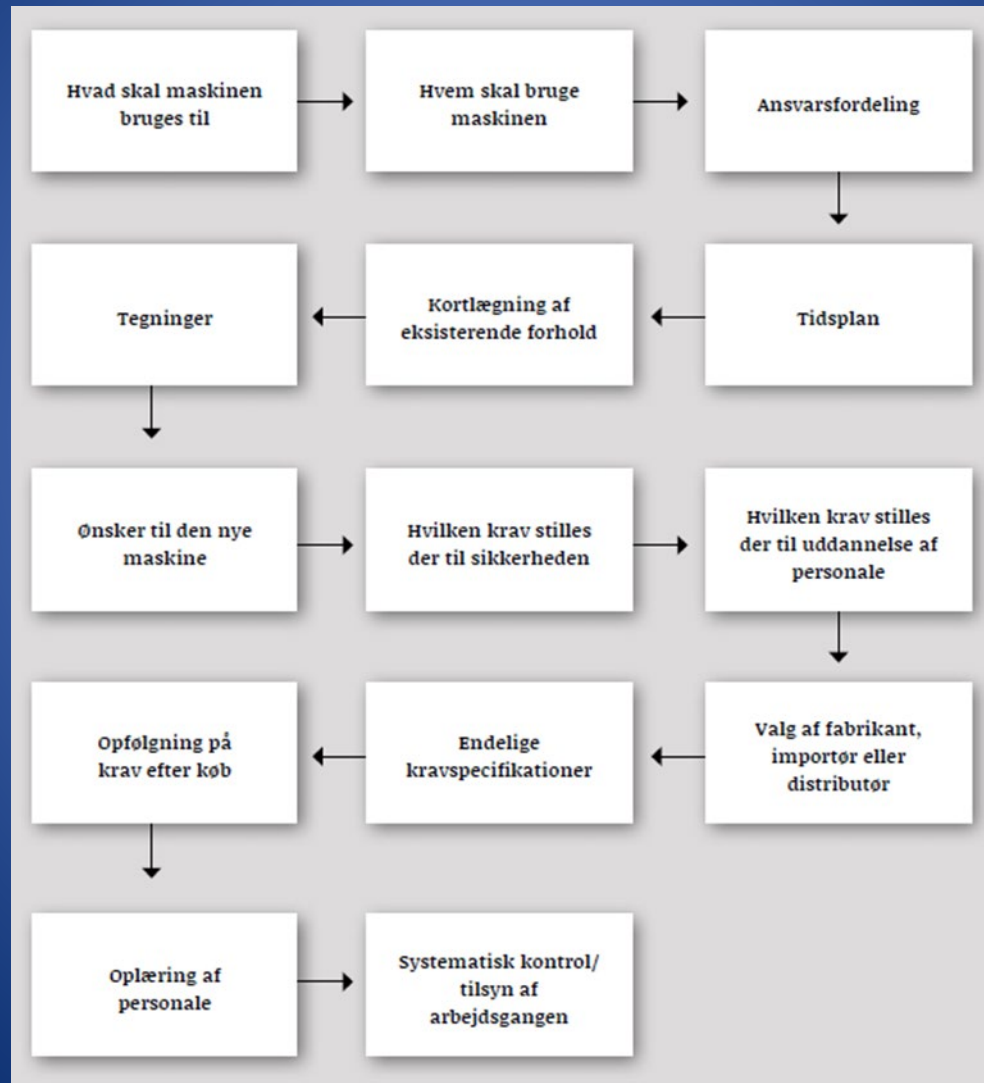 Hvad skal maskinen
bruges til
Hvem skal bruge
maskinen
Ansvarsfordeling
Tidsplan
Kortlægning af
eksisterende forhold
Tegninger
Ønsker til den nye
maskine
Hvilken krav stilles
der til sikkerheden
Hvilken krav stilles
der til uddannelse af
personale
Valg af fabrikant,
importør eller
distributør
Endelige
kravspecifikationer
Opfølgning på
krav efter køb
Oplæring af
personale
Systematisk kontrol/
tilsyn af
arbejdsgangen